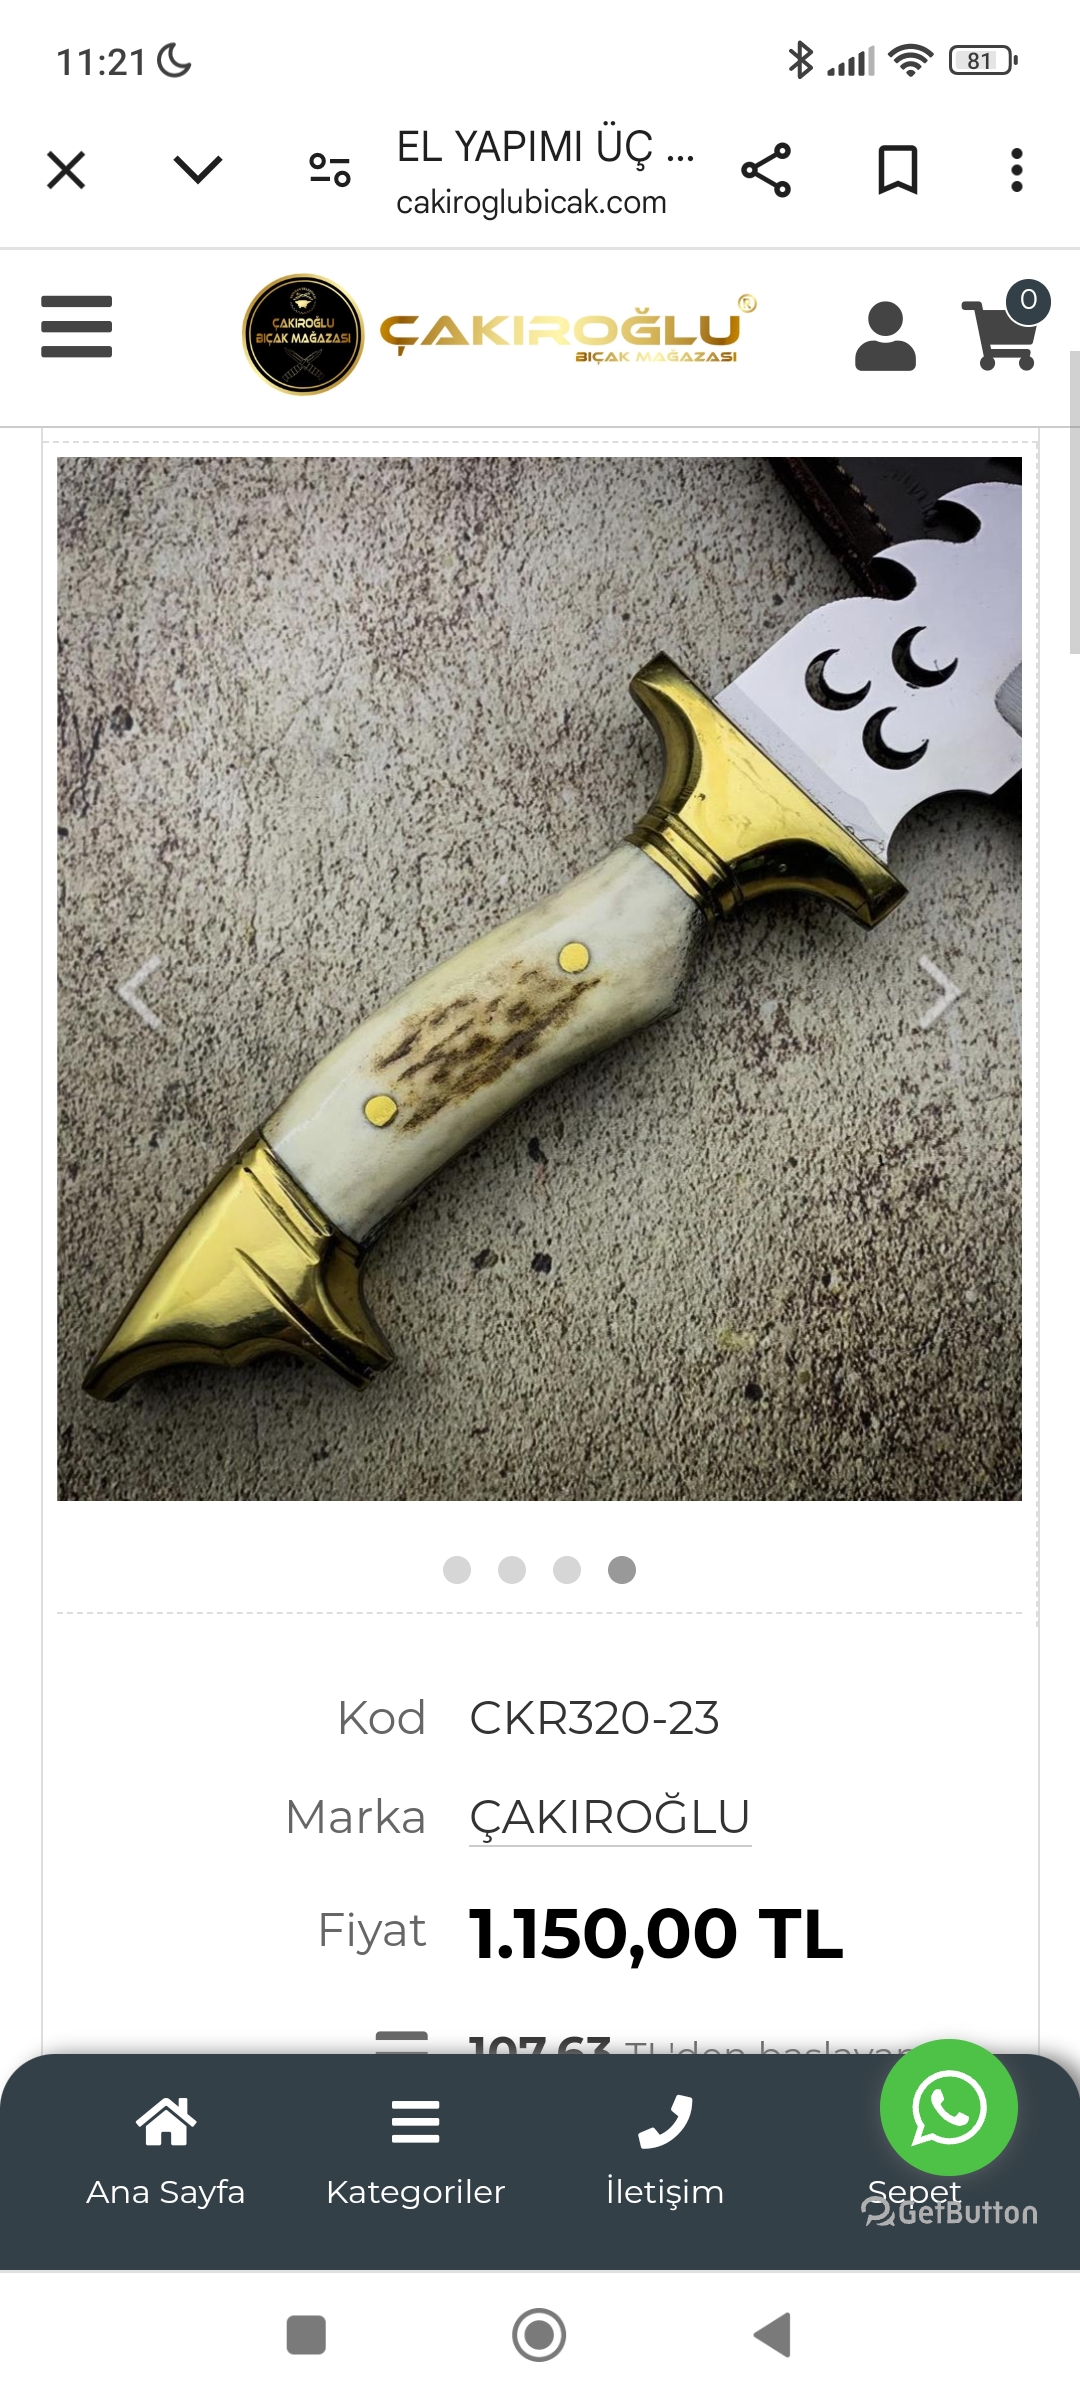 11:21
81
EL YAPIMI ÜÇ ...
cakiroglubicak.com
0
ÇAKIROĞLU
BIÇAK MAĞAZASI
ÇAKIROĞLU®
BIÇAK MAĞAZASI
Kod CKR320-23
Marka ÇAKIROĞLU
Fiyat 1.150,00 TL
107,63 TL'den başlayan
Ana Sayfa Kategoriler İletişim Sepet
GetButton